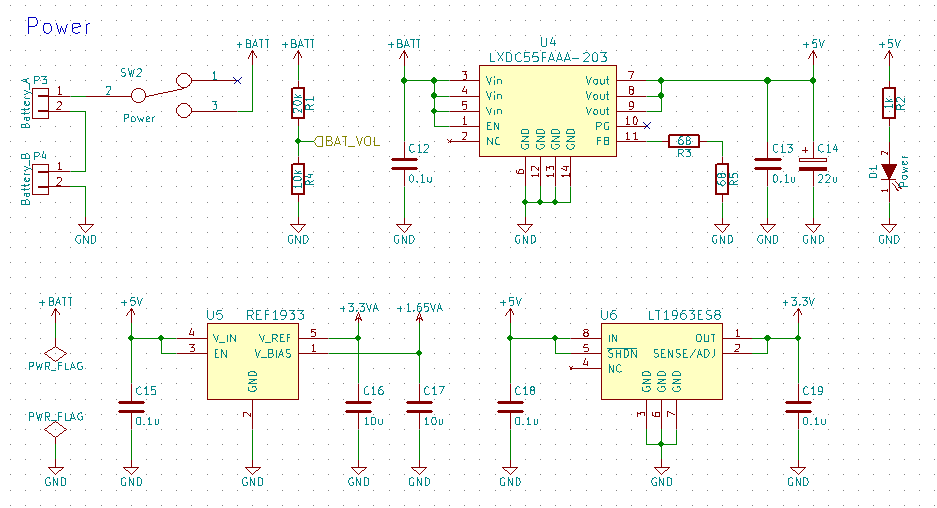 Power
+BATT
+BATT
+BATT
U4
LXDC55FAAA-203
+5V
+5V
P3
Battery_A
1
2
SW2
2
1
3
Power
R1
20k
BAT_VOL
R4
10k
P4
Battery_B
1
2
GND
GND
C12
0.1u
GND
3
4
5
1
2
Vin
Vin
Vin
EN
NC
Vout
Vout
Vout
PG
FB
7
8
9
10
11
GND
GND
GND
GND
6
12
13
14
GND
68
R3
68
R5
GND
C13
0.1u
GND
C14
+
22u
GND
1k
R2
2
D1
Power
1
GND
+BATT
PWR_FLAG
PWR_FLAG
GND
+5V
C15
0.1u
GND
U5
REF1933
4
3
V_IN
EN
V_REF
V_BIAS
5
1
GND
2
GND
+3.3VA
C16
10u
GND
+1.65VA
C17
10u
GND
+5V
C18
0.1u
GND
U6
LT1963ES8
8
5
4
IN
SHDN
NC
OUT
SENSE/ADJ
1
2
GND
GND
GND
3
6
7
GND
+3.3V
C19
0.1u
GND